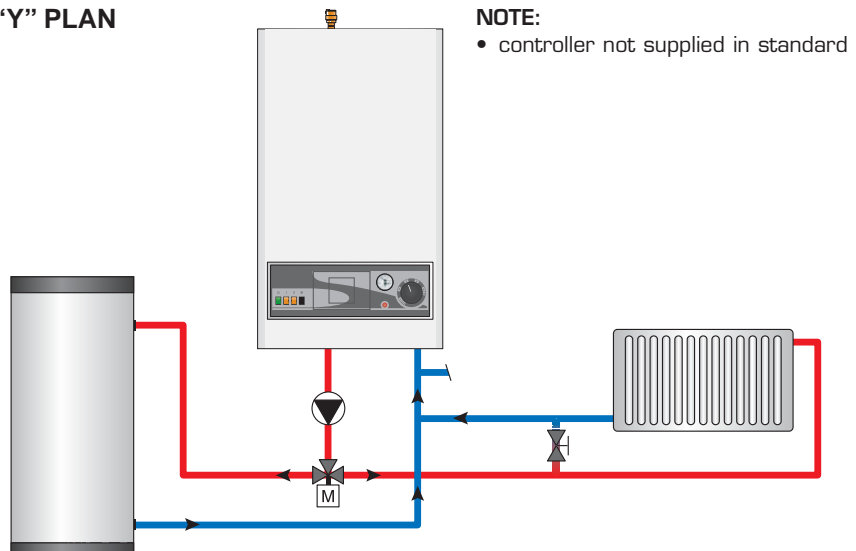 “Y” PLAN
NOTE:
• controller not supplied in standard
M